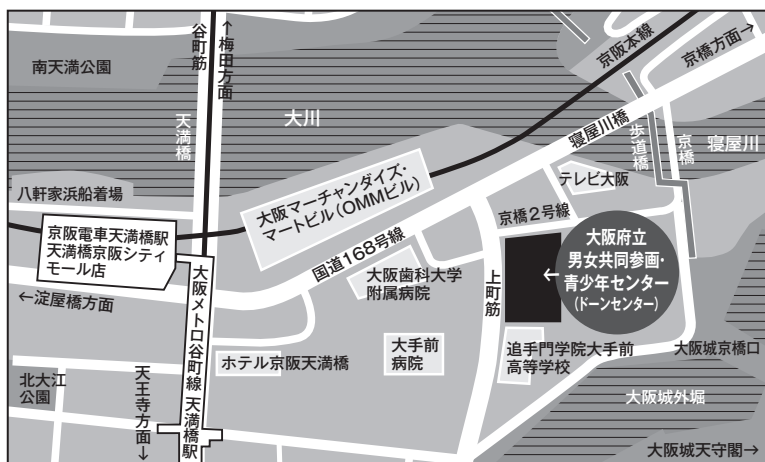 谷町筋
←梅田方面
京阪本線
京橋方面→
南天満公園
天満橋
大川
寝屋川橋
歩道橋
京橋
寝屋川
八軒家浜船着場
大阪マーチャンダイズ・
マートビル(OMMビル)
テレビ大阪
京阪電車天満橋駅
天満橋京阪シティ
モール店
国道168号線
京橋2号線
大阪府立
男女共同参画・
青少年センター
(ドーンセンター)
←
←淀屋橋方面
大阪メトロ谷町線 天満橋駅
大阪歯科大学
附属病院
上町筋
ホテル京阪天満橋
大手前
病院
追手門学院大手前
高等学校
大阪城京橋口
北大江
公園
天王寺方面→
大阪城外堀
大阪城天守閣→